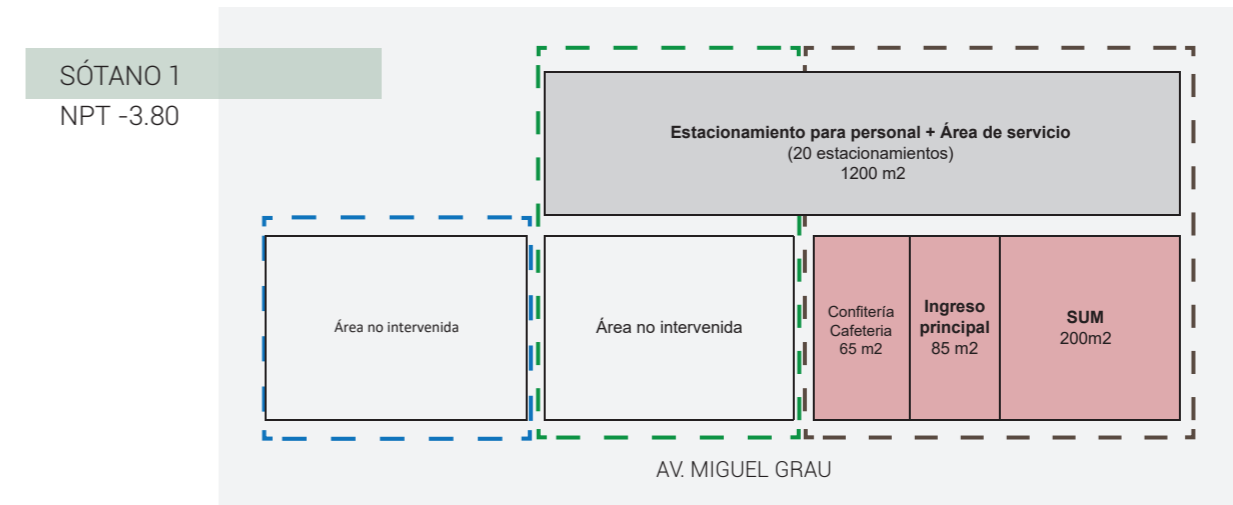 SÓTANO 1
NPT -3.80
Estacionamiento para personal + Área de servicio
(20 estacionamientos)
1200 m2
Área no intervenida
Área no intervenida
Confitería
Cafeteria
65 m2
Ingreso
principal
85 m2
SUM
200m2
AV. MIGUEL GRAU